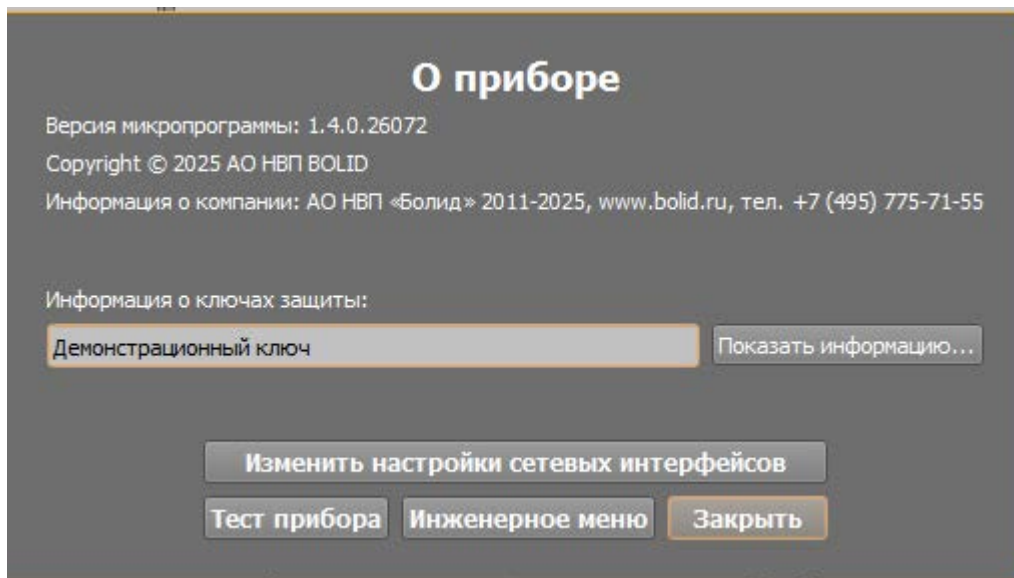 О приборе
Версия микропрограммы: 1.4.0.26072
Copyright © 2025 АО НВП BOLID
Информация о компании: АО НВП «Болид» 2011-2025, www.bolid.ru, тел. +7 (495) 775-71-55
Информация о ключах защиты:
Демонстрационный ключ Показать информацию...
Изменить настройки сетевых интерфейсов
Тест прибора Инженерное меню Закрыть